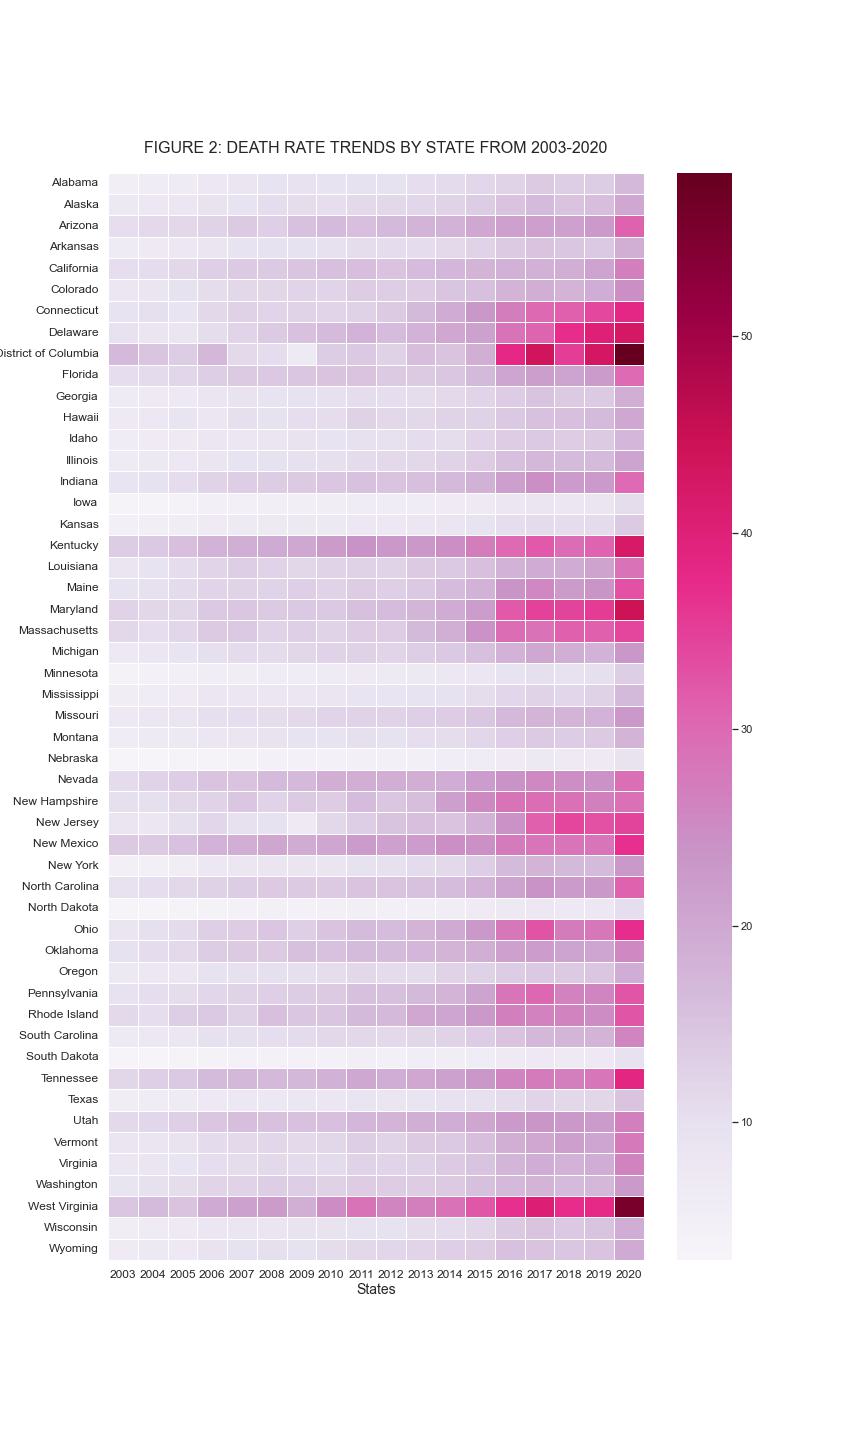 FIGURE 2: DEATH RATE TRENDS BY STATE FROM 2003-2020
Alabama
Alaska
Arizona
Arkansas
California
Colorado
Connecticut
Delaware
District of Columbia
Florida
Georgia
Hawaii
Idaho
Illinois
Indiana
Iowa
Kansas
Kentucky
Louisiana
Maine
Maryland
Massachusetts
Michigan
Minnesota
Mississippi
Missouri
Montana
Nebraska
Nevada
New Hampshire
New Jersey
New Mexico
New York
North Carolina
North Dakota
Ohio
Oklahoma
Oregon
Pennsylvania
Rhode Island
South Carolina
South Dakota
Tennessee
Texas
Utah
Vermont
Virginia
Washington
West Virginia
Wisconsin
Wyoming
2003 2004 2005 2006 2007 2008 2009 2010 2011 2012 2013 2014 2015 2016 2017 2018 2019 2020
States
50
40
30
20
10